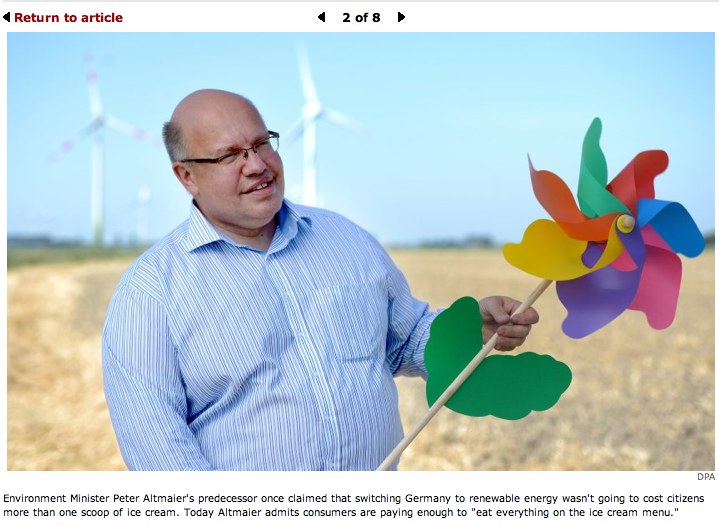 Return to article
2 of 8
DPA
Environment Minister Peter Altmaier's predecessor once claimed that switching Germany to renewable energy wasn't going to cost citizens
more than one scoop of ice cream. Today Altmaier admits consumers are paying enough to "eat everything on the ice cream menu."